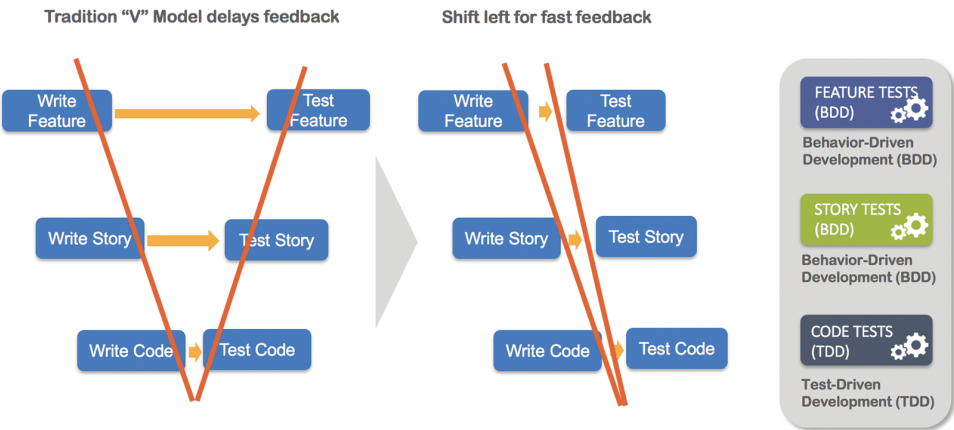 Tradition “V” Model delays feedback
Shift left for fast feedback
Write
Feature
Test
Feature
Write Story
Test Story
Write Code
Test Code
Write
Feature
Test
Feature
Write Story
Test Story
Write Code
Test Code
FEATURE TESTS
(BDD)
Behavior-Driven
Development (BDD)
STORY TESTS
(BDD)
Behavior-Driven
Development (BDD)
CODE TESTS
(TDD)
Test-Driven
Development (TDD)